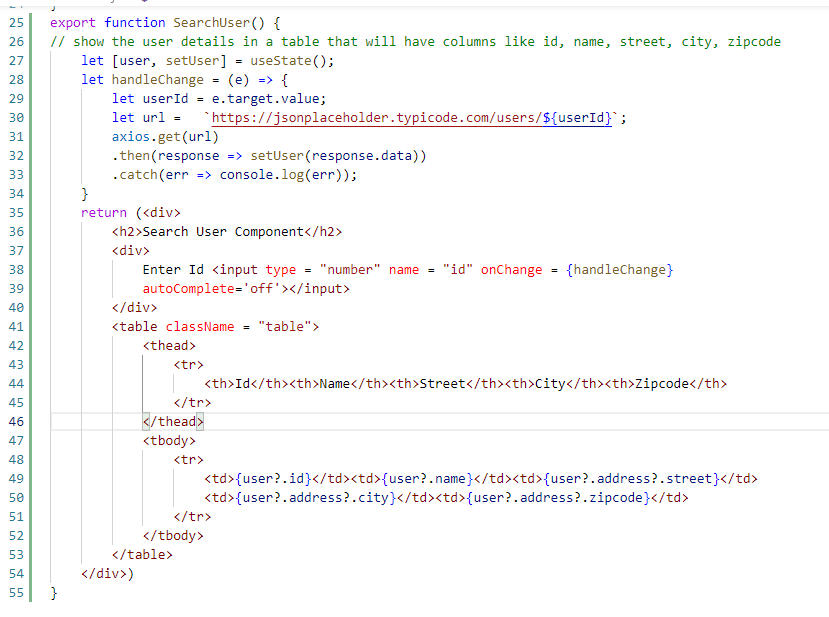 25 export function SearchUser() {
26 // show the user details in a table that will have columns like id, name, street, city, zipcode
27 let [user, setUser] = useState();
28 let handleChange = (e) => {
29 let userId = e.target.value;
30 let url =   `https://jsonplaceholder.typicode.com/users/${userId}`;
31 axios.get(url)
32 .then(response => setUser(response.data))
33 .catch(err => console.log(err));
34 }
35 return (<div>
36 <h2>Search User Component</h2>
37 <div>
38 Enter Id <input type = "number" name = "id" onChange = {handleChange}
39 autoComplete='off'></input>
40 </div>
41 <table className = "table">
42 <thead>
43 <tr>
44 <th>Id</th><th>Name</th><th>Street</th><th>City</th><th>Zipcode</th>
45 </tr>
46 </thead>
47 <tbody>
48 <tr>
49 <td>{user?.id}</td><td>{user?.name}</td><td>{user?.address?.street}</td>
50 <td>{user?.address?.city}</td><td>{user?.address?.zipcode}</td>
51 </tr>
52 </tbody>
53 </table>
54 </div>)
55 }